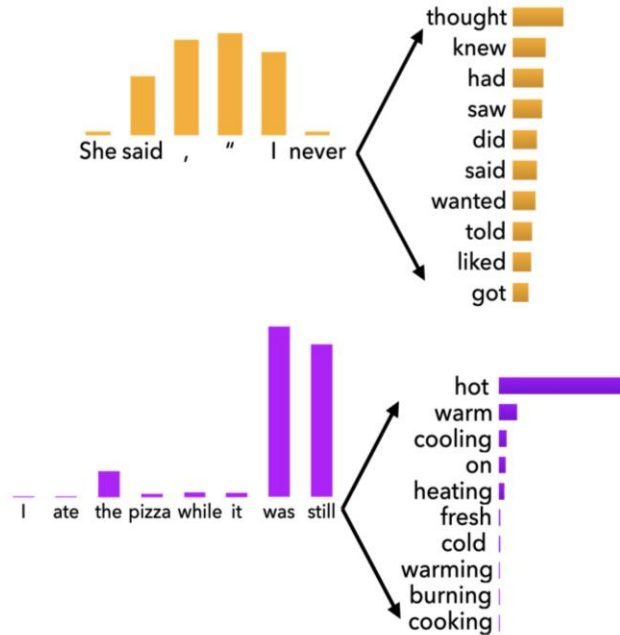 She said , “ I never
thought
knew
had
saw
did
said
wanted
told
liked
got
I ate the pizza while it was still
hot
warm
cooling
on
heating
fresh
cold
warming
burning
cooking